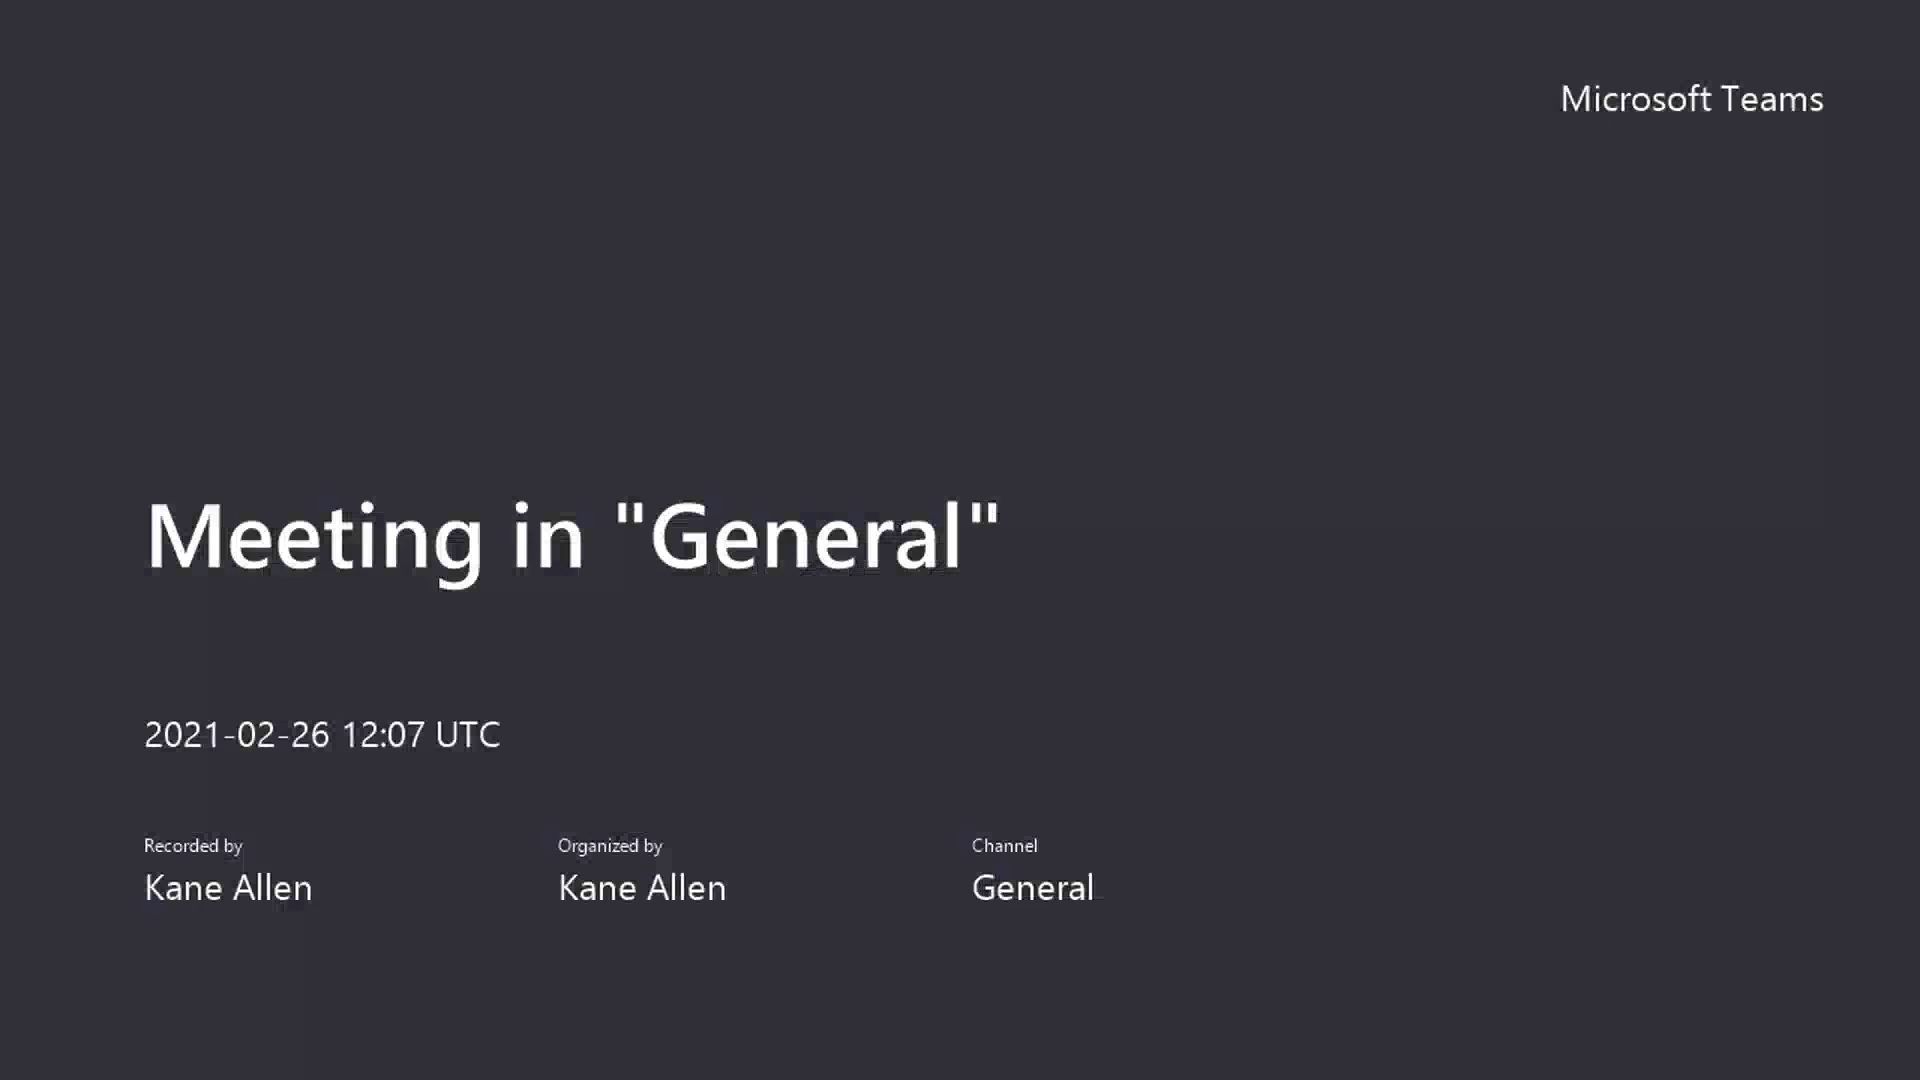 Microsoft Teams
Meeting in "General"
2021-02-26 12:07 UTC
Recorded by
Kane Allen
Organized by
Kane Allen
Channel
General